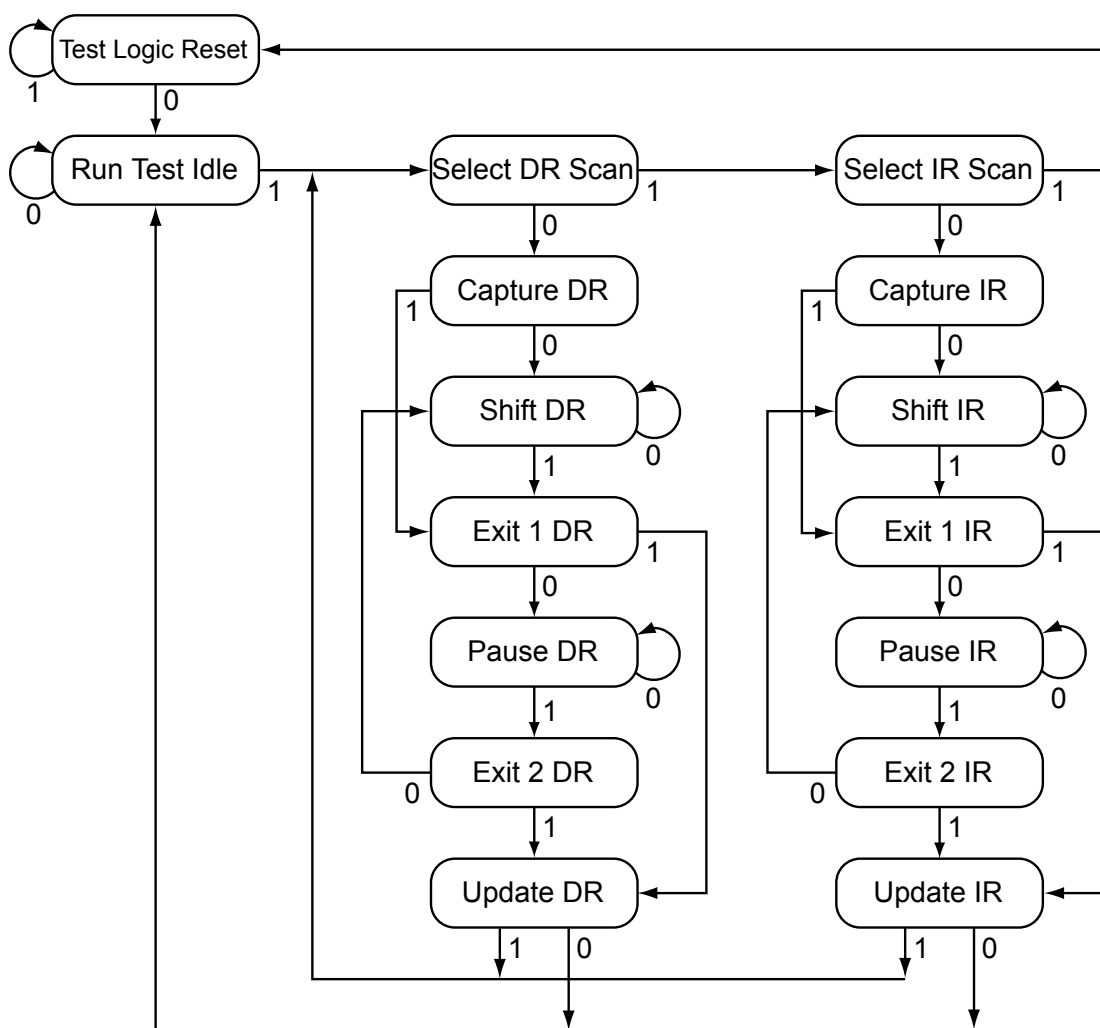 Test Logic Reset
1
0
Run Test Idle
0
1
Select DR Scan
1
Select IR Scan
1
0
0
Capture DR
1
Capture IR
1
0
0
Shift DR
0
Shift IR
0
1
1
Exit 1 DR
1
Exit 1 IR
1
0
0
Pause DR
0
Pause IR
0
1
1
Exit 2 DR
0
Exit 2 IR
0
1
1
Update DR
Update IR
1
0
1
0